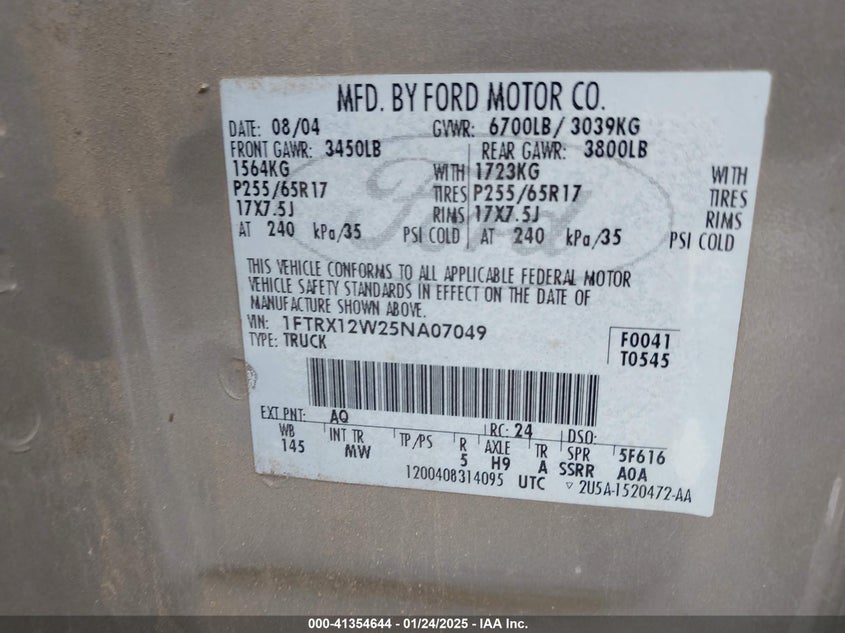 MFD. BY FORD MOTOR CO.
DATE: 08/04 GVWR: 6700LB/ 3039KG
FRONT GAWR: 3450LB REAR GAWR: 3800LB
1564KG WITH 1723KG WITH
P255/65R17 TIRES P255/65R17 TIRES
17X7.5J RIMS 17X7.5J RIMS
AT 240 kPa/35 PSI COLD AT 240 kPa/35 PSI COLD
Ford
THIS VEHICLE CONFORMS TO ALL APPLICABLE FEDERAL MOTOR
VEHICLE SAFETY STANDARDS IN EFFECT ON THE DATE OF
MANUFACTURE SHOWN ABOVE.
VIN: 1FTRX12W25NA07049 F0041
TYPE: TRUCK T0545
EXT PNT: AQ RC: 24 DSO:
WB INT TR TP/PS R AXLE TR SPR 5F616
145 MW 5 H9 A SSRR A0A
1200408314095 UTC ▽ 2U5A-1520472-AA
000-41354644 — 01/24/2025 — IAA Inc.